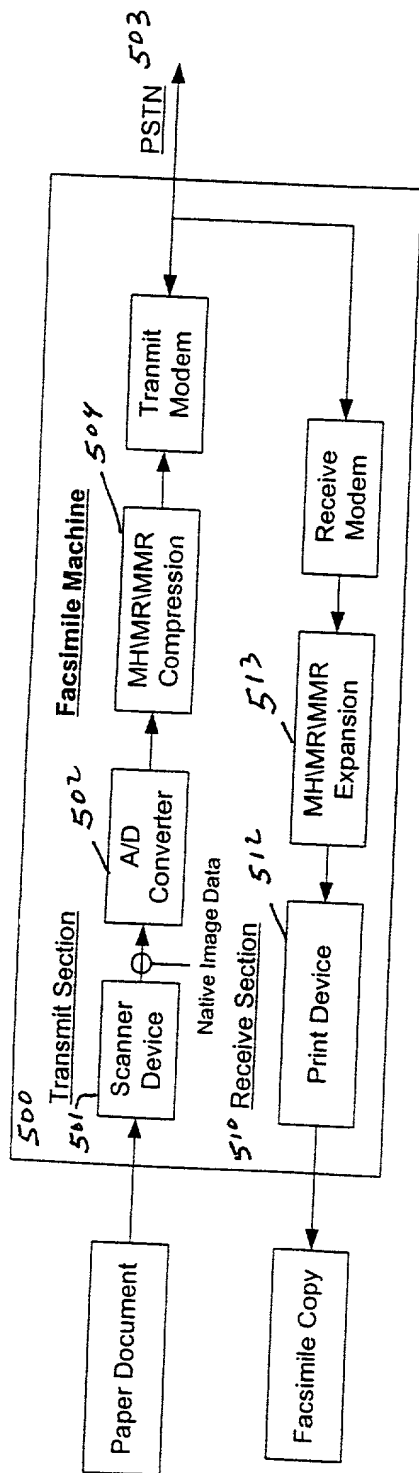 500
Transmit Section
501
Facsimile Machine
Paper Document
Scanner
Device
Native Image Data
502
A/D
Converter
504
MH\MR\MMR
Compression
Tranmit
Modem
PSTN
503
510 Receive Section
Facsimile Copy
512
Print Device
513
MH\MR\MMR
Expansion
Receive
Modem